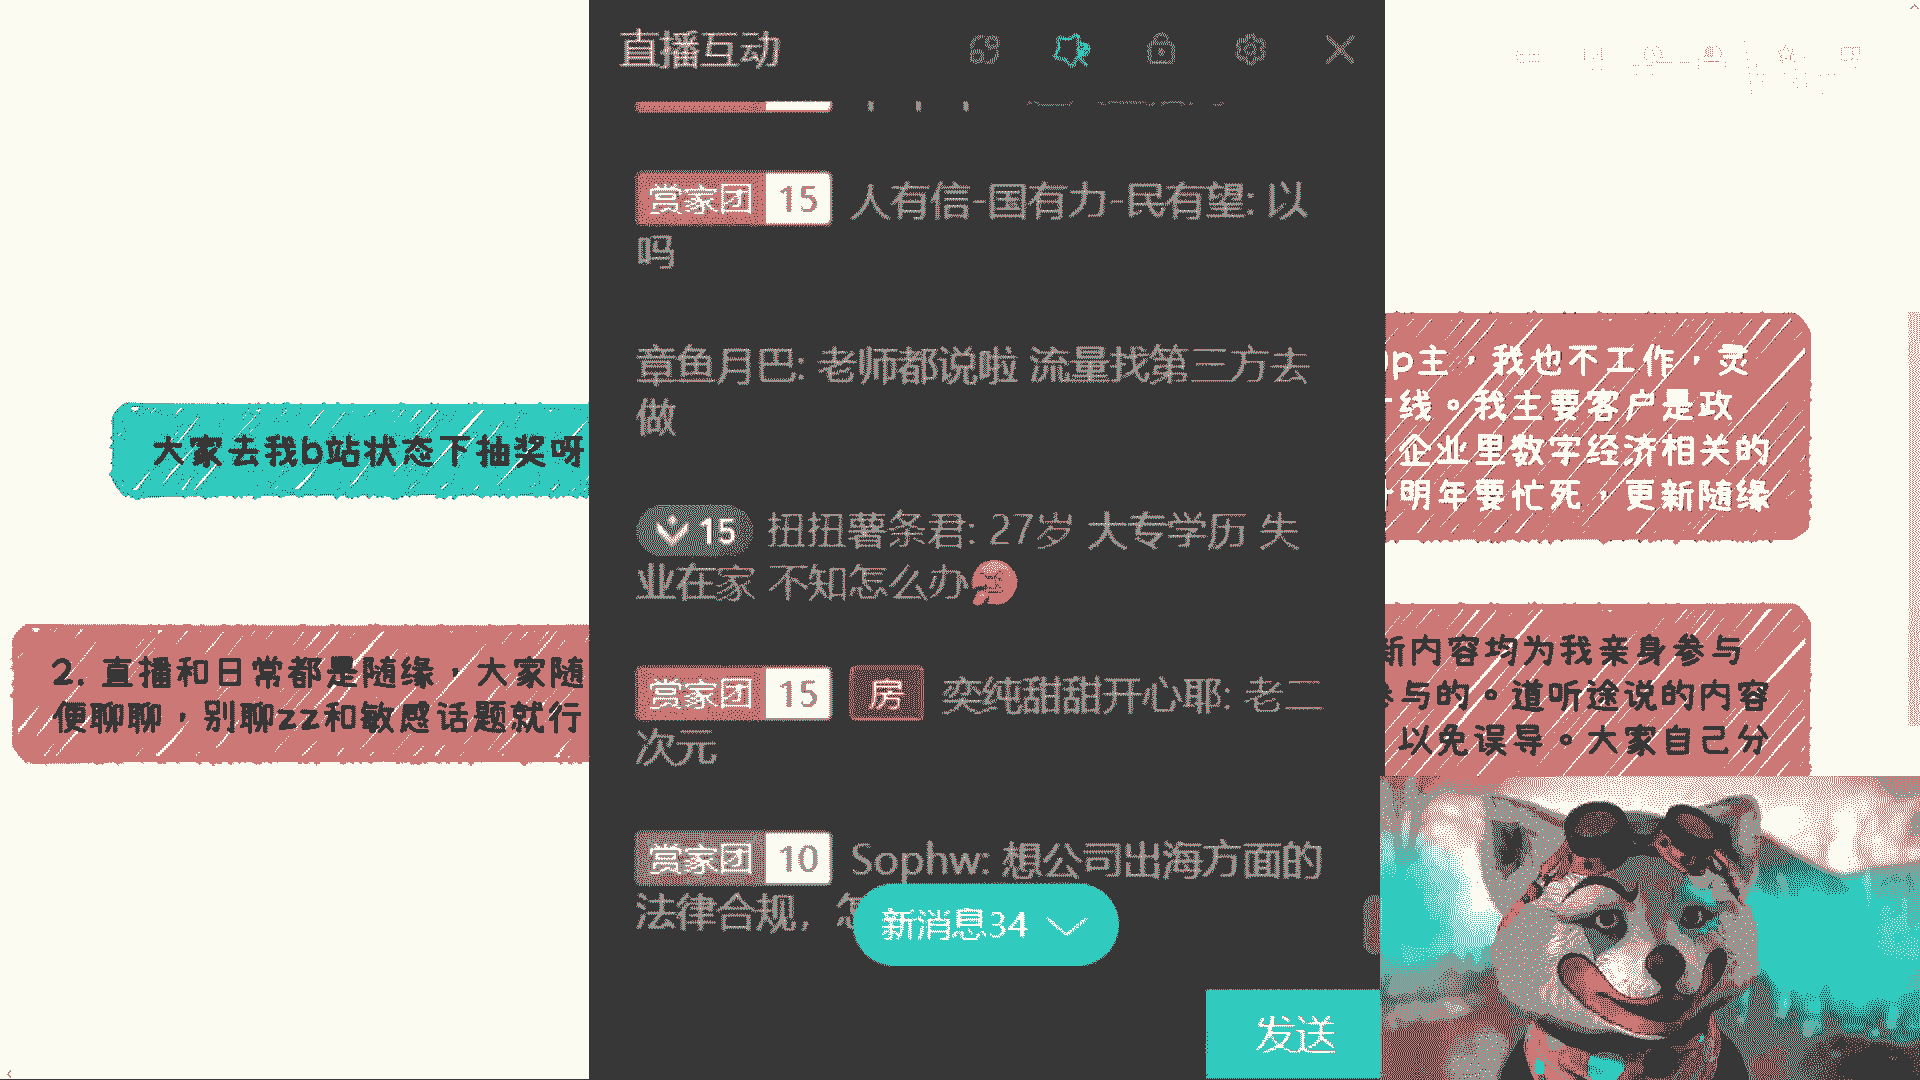 直播互动
赏家团 15 人有信-国有力-民有望: 以
吗
章鱼月巴: 老师都说啦 流量找第三方去
做
15 扭扭薯条君: 27岁 大专学历 失
业在家 不知怎么办
赏家团 15 房 奕纯甜甜开心耶: 老二
次元
赏家团 10 Sophw: 想公司出海方面的
法律合规，
新消息34
发送
大家去我b站状态下抽奖呀
2. 直播和日常都是随缘，大家随
便聊聊，别聊zz和敏感话题就行
p主，我也不工作，灵
线。我主要客户是政
企业里数字经济相关的
明年要忙死，更新随缘
新内容均为我亲身参与
参与的。道听途说的内容
以免误导。大家自己分